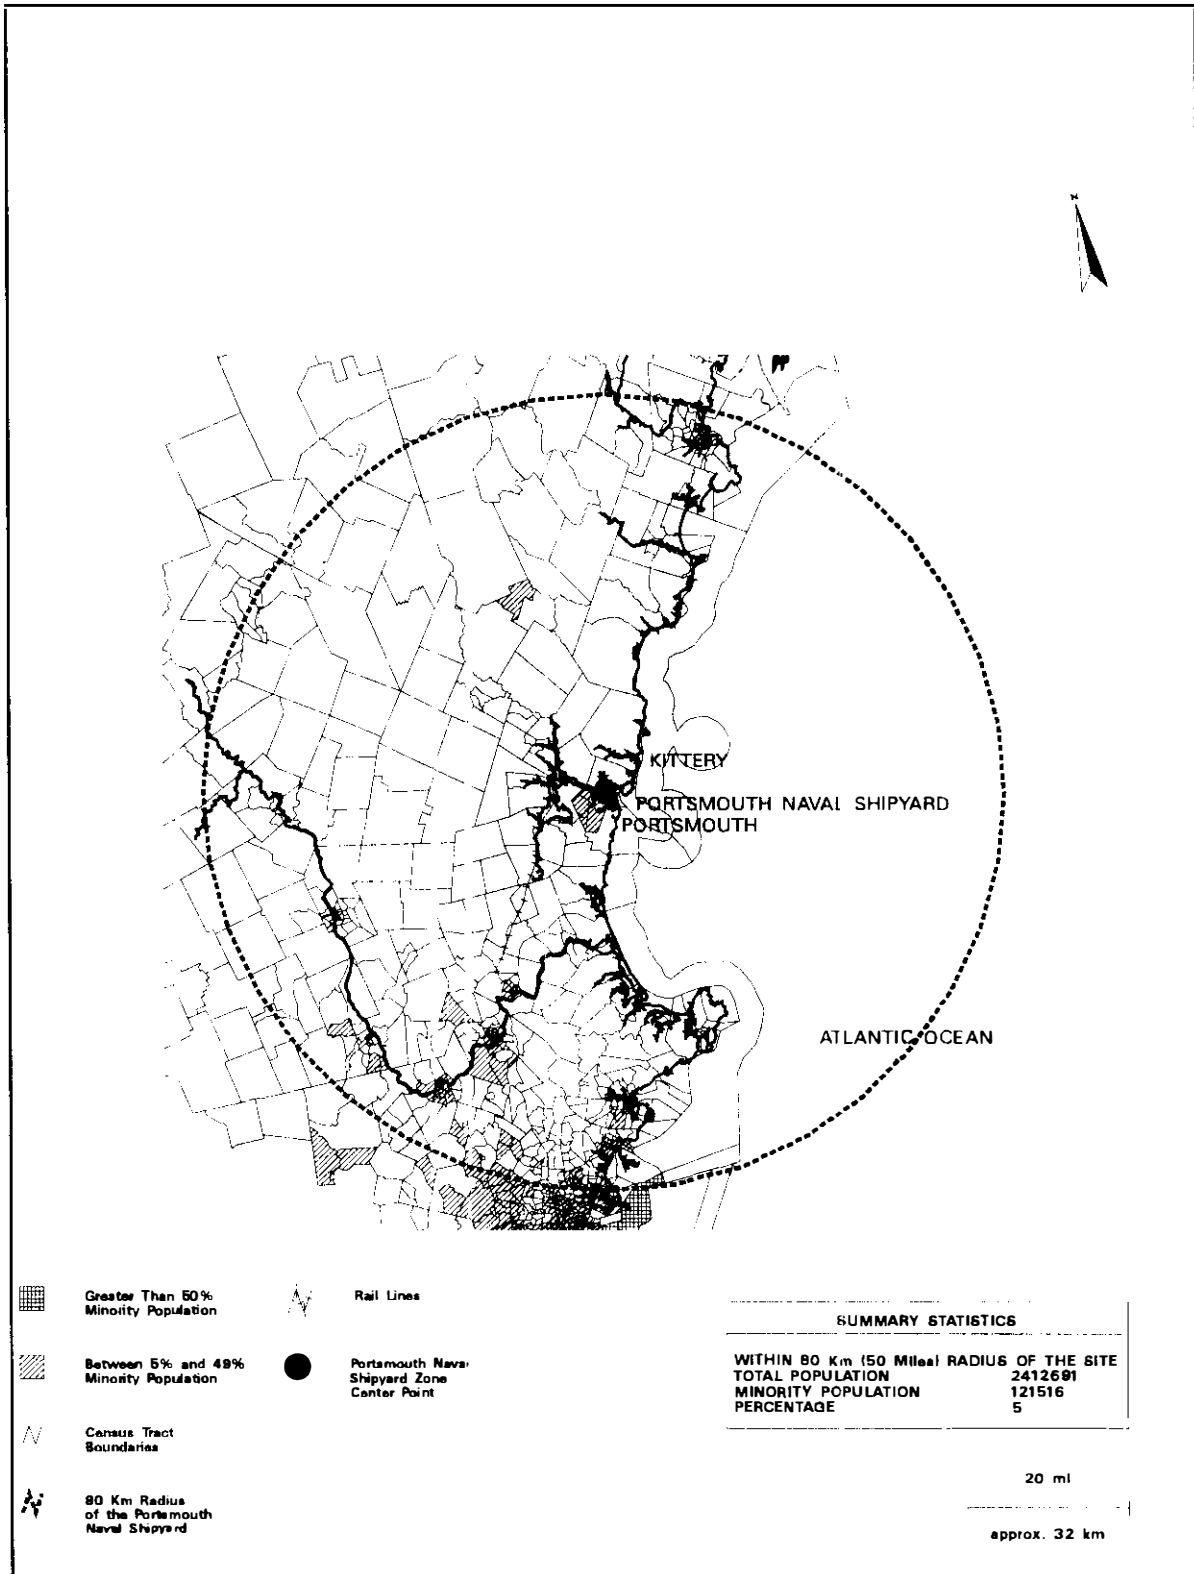 N
KITTERY
PORTSMOUTH NAVAL SHIPYARD
PORTSMOUTH
ATLANTIC OCEAN
Greater Than 50%
Minority Population
Rail Lines
Between 5% and 49%
Minority Population
Portsmouth Naval
Shipyard Zone
Center Point
Census Tract
Boundaries
80 Km Radius
of the Portsmouth
Naval Shipyard
SUMMARY STATISTICS
WITHIN 80 Km (50 Miles) RADIUS OF THE SITE
TOTAL POPULATION 2412691
MINORITY POPULATION 121516
PERCENTAGE 5
20 mi
approx. 32 km